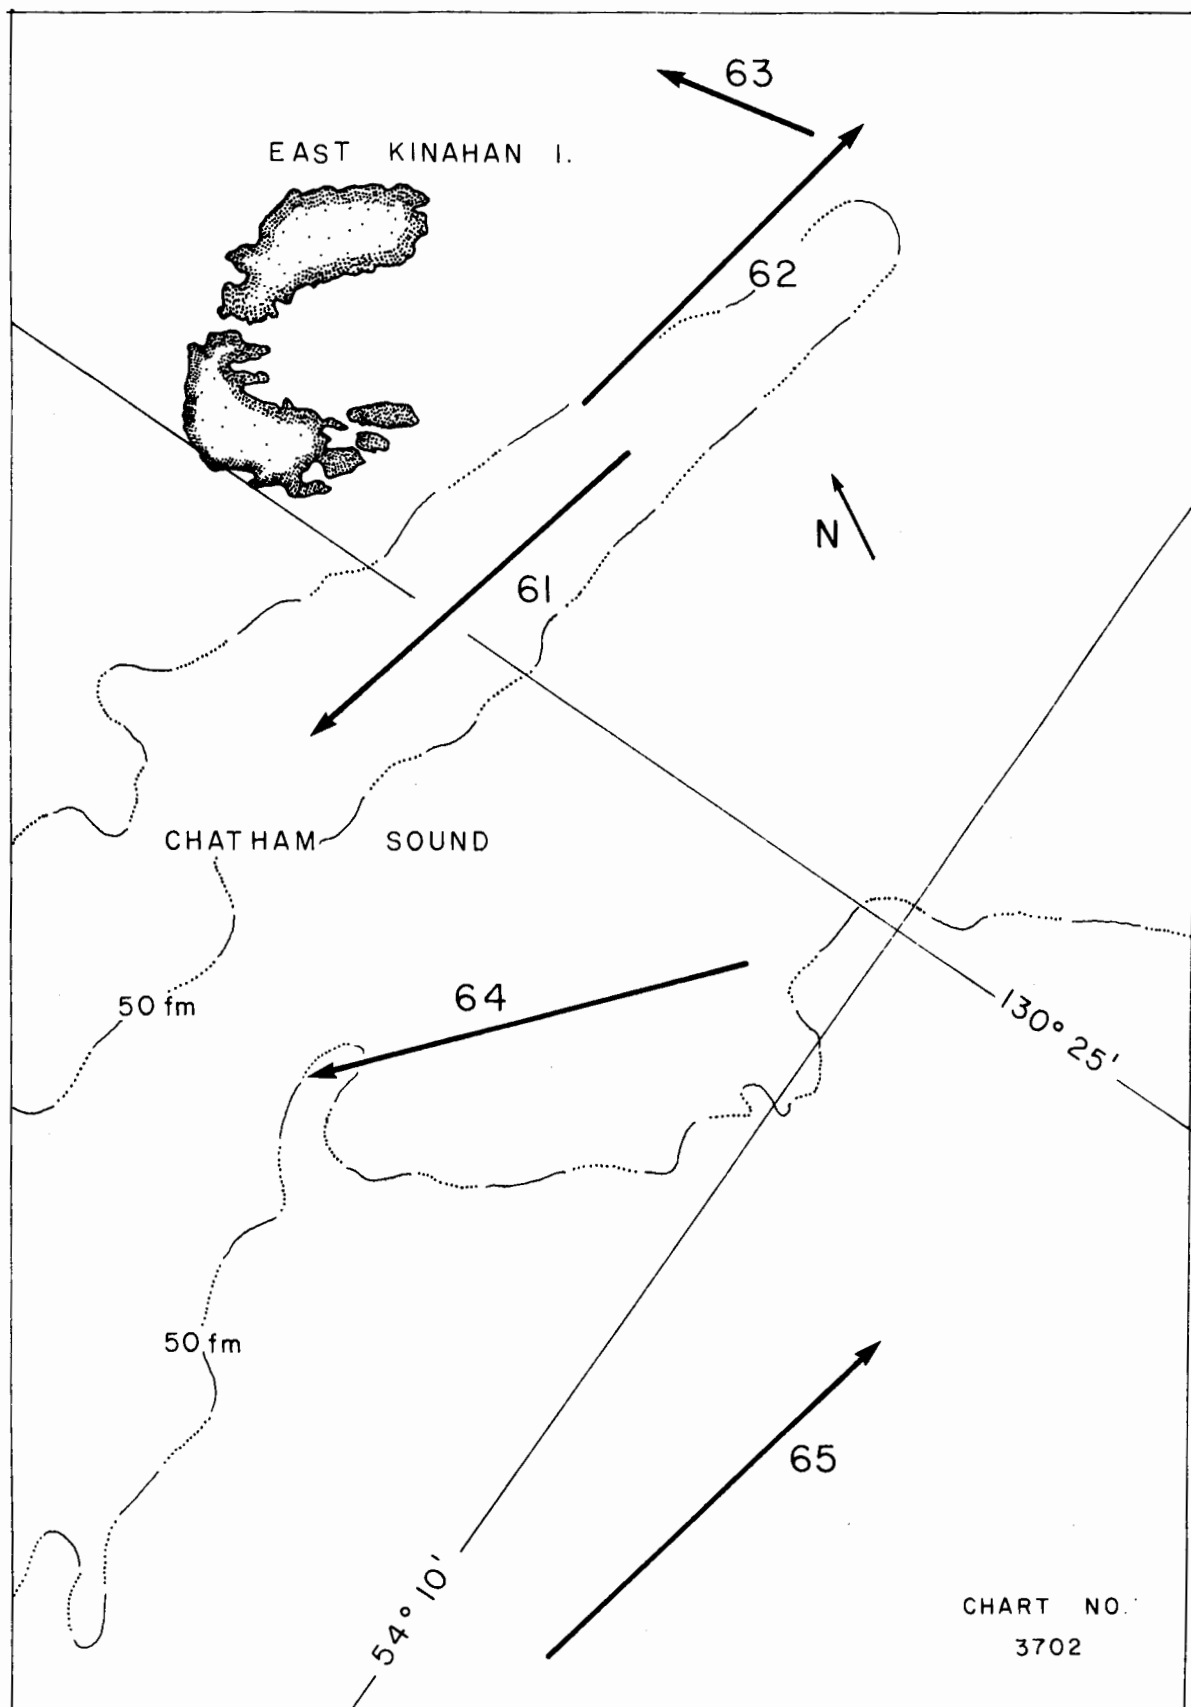 63
EAST KINAHAN I.
62
N
61
CHATHAM SOUND
64
50 fm
130° 25'
50 fm
65
54° 10'
CHART NO.
3702